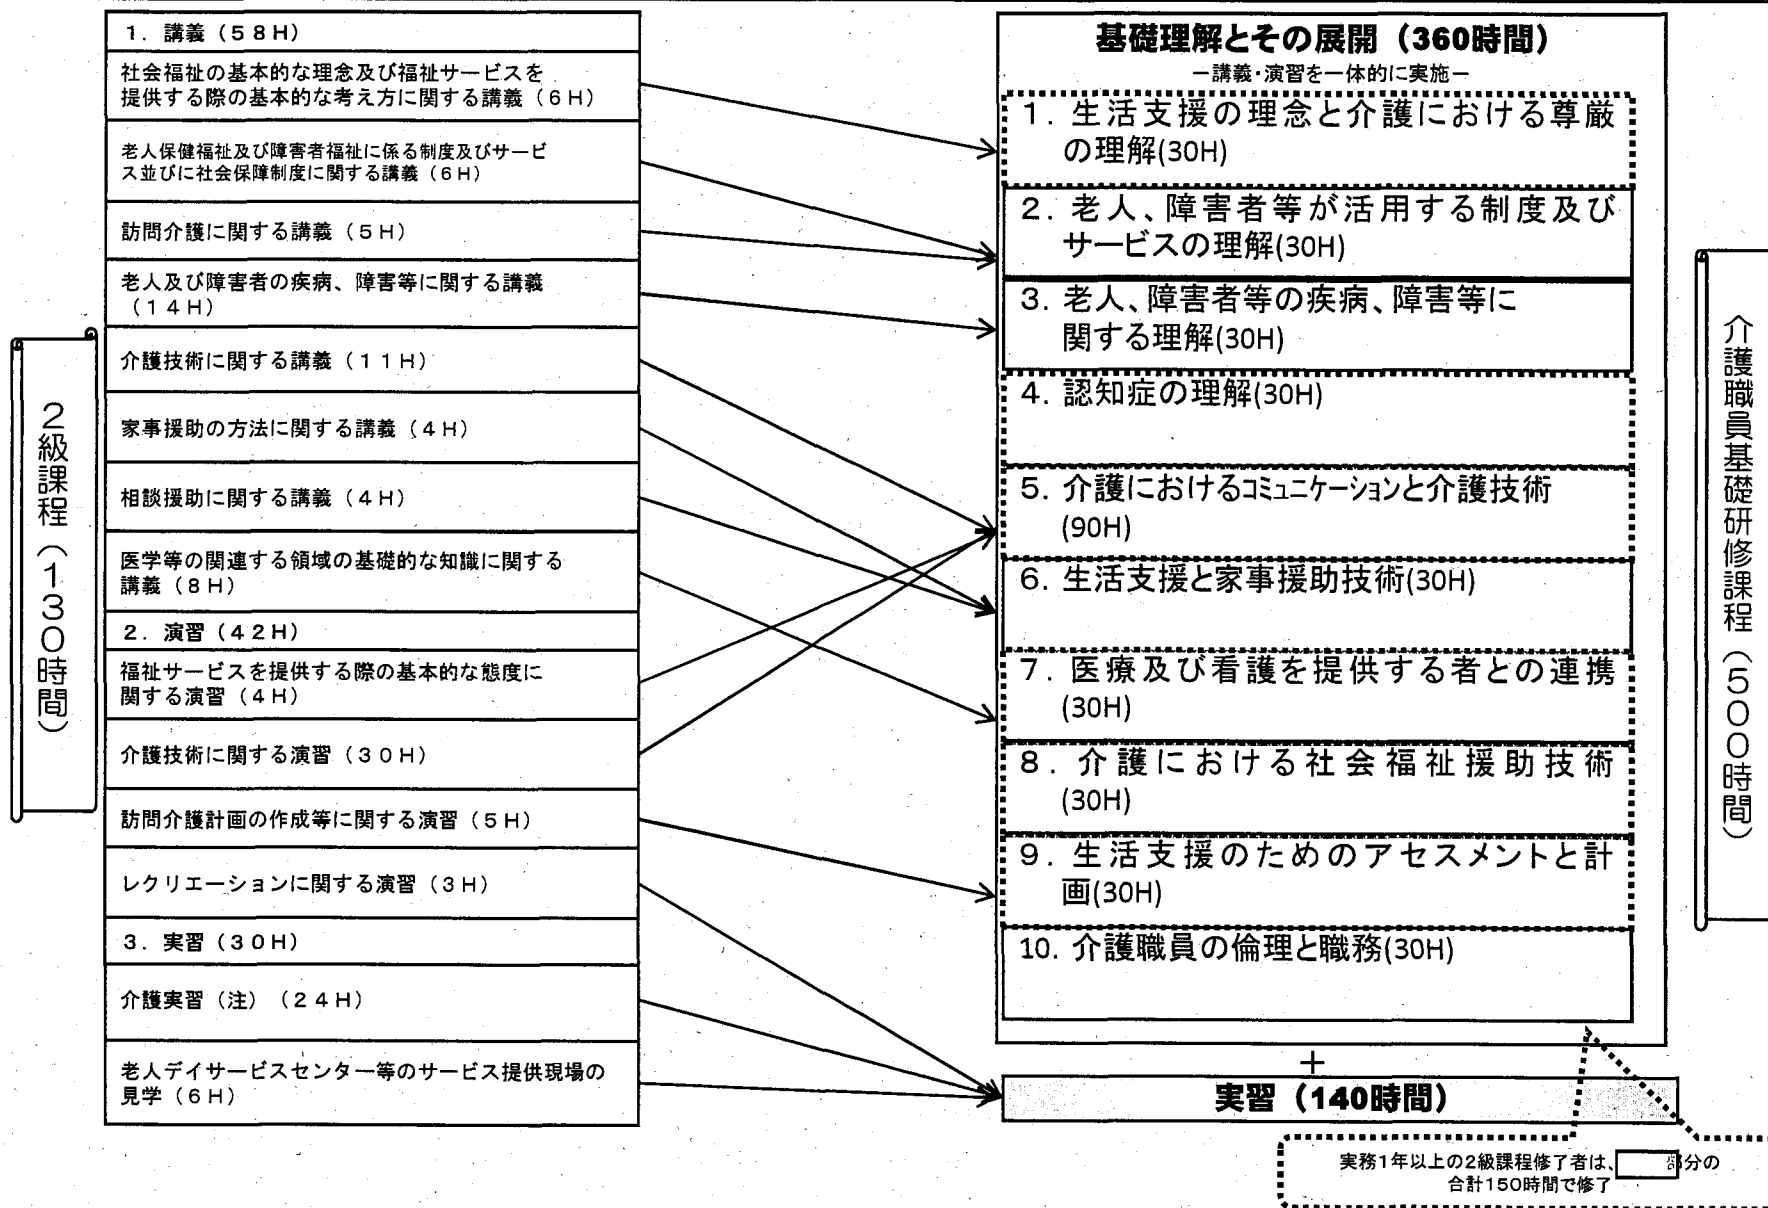 2級課程（130時間）
1．講義（58H）
社会福祉の基本的な理念及び福祉サービスを
提供する際の基本的な考え方に関する講義（6H）
老人保健福祉及び障害者福祉に係る制度及びサービ
ス並びに社会保障制度に関する講義（6H）
訪問介護に関する講義（5H）
老人及び障害者の疾病、障害等に関する講義
（14H）
介護技術に関する講義（11H）
家事援助の方法に関する講義（4H）
相談援助に関する講義（4H）
医学等の関連する領域の基礎的な知識に関する
講義（8H）
2．演習（42H）
福祉サービスを提供する際の基本的な態度に
関する演習（4H）
介護技術に関する演習（30H）
訪問介護計画の作成等に関する演習（5H）
レクリエーションに関する演習（3H）
3．実習（30H）
介護実習（注）（24H）
老人デイサービスセンター等のサービス提供現場の
見学（6H）
基礎理解とその展開（360時間）
－講義・演習を一体的に実施－
1．生活支援の理念と介護における尊厳
の理解(30H)
2．老人、障害者等が活用する制度及び
サービスの理解(30H)
3．老人、障害者等の疾病、障害等に
関する理解(30H)
4．認知症の理解(30H)
5．介護におけるコミュニケーションと介護技術
(90H)
6．生活支援と家事援助技術(30H)
7．医療及び看護を提供する者との連携
(30H)
8．介護における社会福祉援助技術
(30H)
9．生活支援のためのアセスメントと計
画(30H)
10．介護職員の倫理と職務(30H)
＋
実習（140時間）
介護職員基礎研修課程（500時間）
実務1年以上の2級課程修了者は、分の
合計150時間で修了